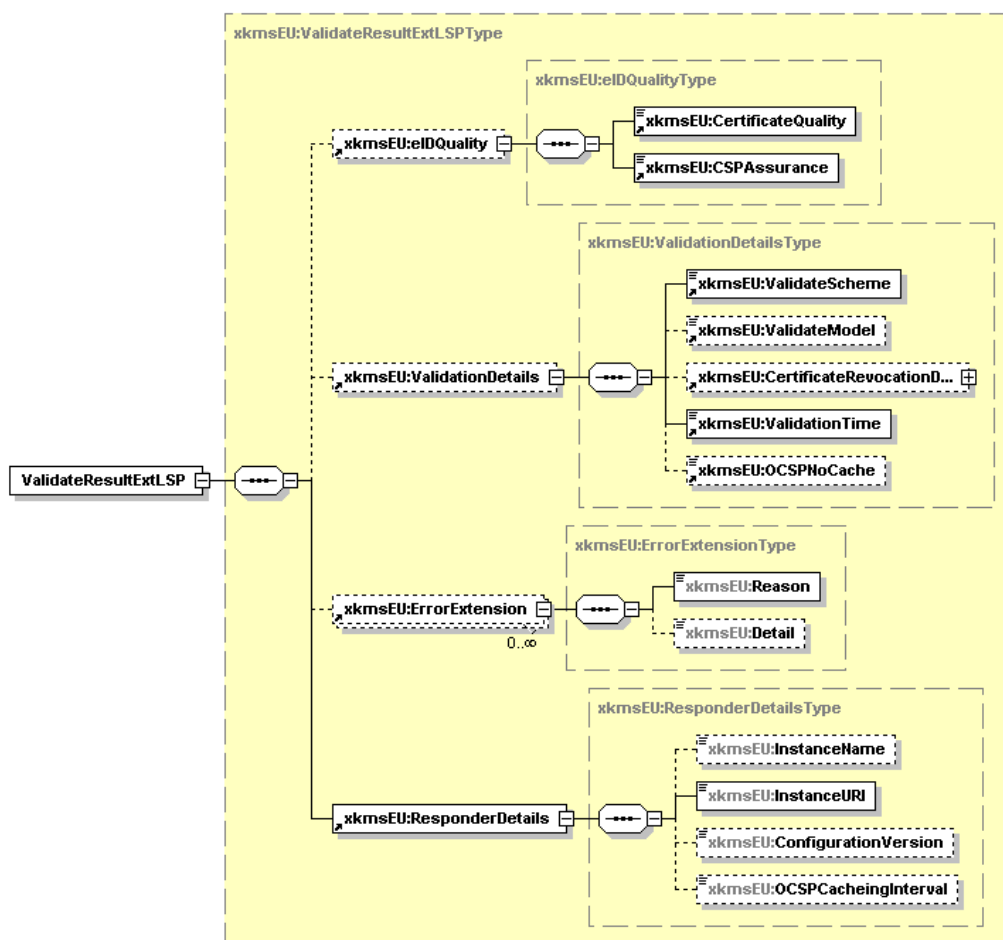 xkmsEU:ValidateResultExtLSPType
xkmsEU:eIDQualityType
xkmsEU:eIDQuality
xkmsEU:CertificateQuality
xkmsEU:CSPAssurance
xkmsEU:ValidationDetailsType
xkmsEU:ValidationDetails
xkmsEU:ValidateScheme
xkmsEU:ValidateModel
xkmsEU:CertificateRevocationD...
xkmsEU:ValidationTime
xkmsEU:OCSPNoCache
ValidateResultExtLSP
xkmsEU:ErrorExtensionType
xkmsEU:ErrorExtension
0..∞
xkmsEU:Reason
xkmsEU:Detail
xkmsEU:ResponderDetailsType
xkmsEU:ResponderDetails
xkmsEU:InstanceName
xkmsEU:InstanceURI
xkmsEU:ConfigurationVersion
xkmsEU:OCSPCacheingInterval